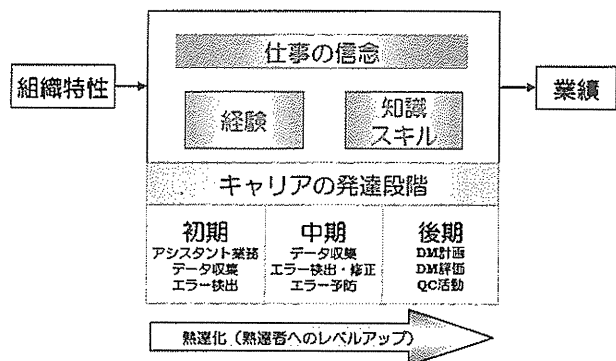 仕事の信念
組織特性
業績
経験
知識
スキル
キャリアの発達段階
初期
アシスタント業務
データ収集
エラー検出
中期
データ収集
エラー検出・修正
エラー予防
後期
DM計画
DM評価
QC活動
熟達化（熟達者へのレベルアップ）